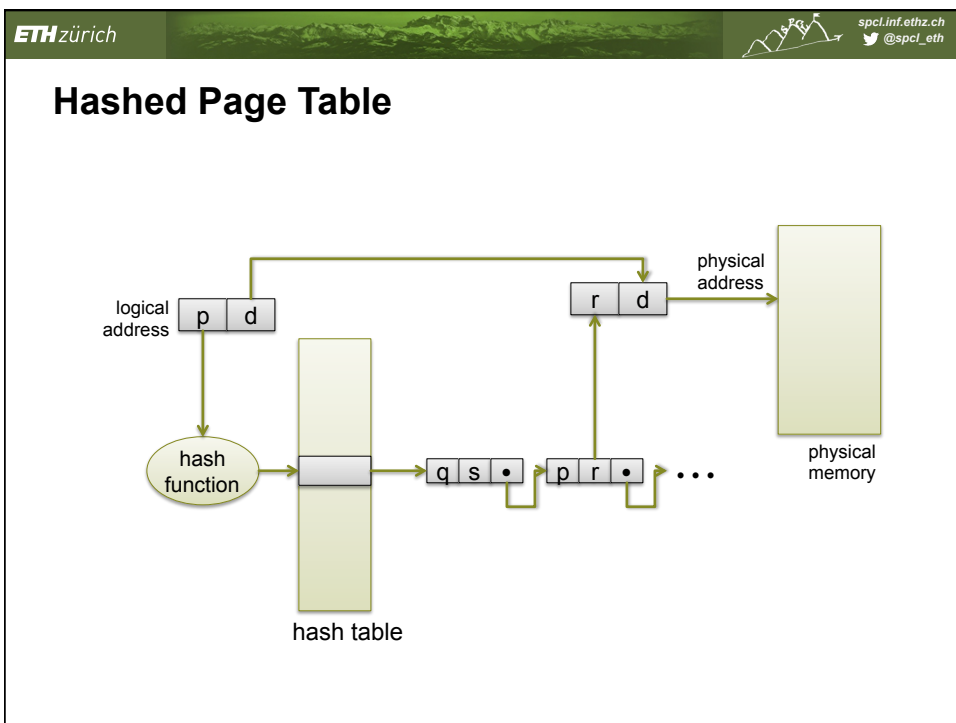 ETH zürich
spcl.inf.ethz.ch
@spcl_eth
Hashed Page Table
logical
address
p d
r d
physical
address
hash
function
q s •
p r •
• • •
physical
memory
hash table